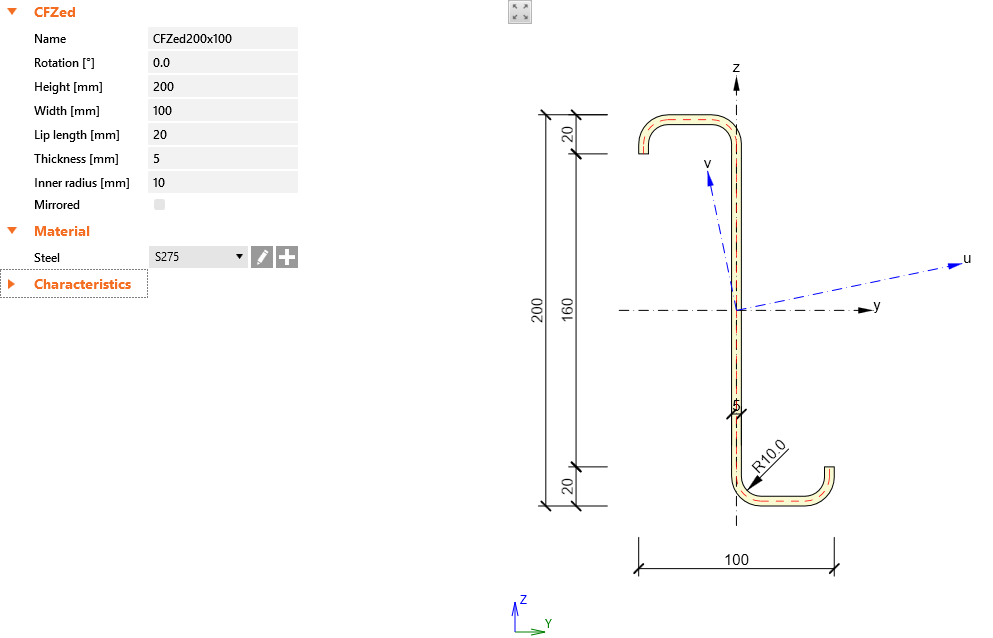 CFZed
Name CFZed200x100
Rotation [°] 0.0
Height [mm] 200
Width [mm] 100
Lip length [mm] 20
Thickness [mm] 5
Inner radius [mm] 10
Mirrored
Material
Steel S275
Characteristics
z
20
v
u
200
160
y
5
R10.0
20
100
Z
Y